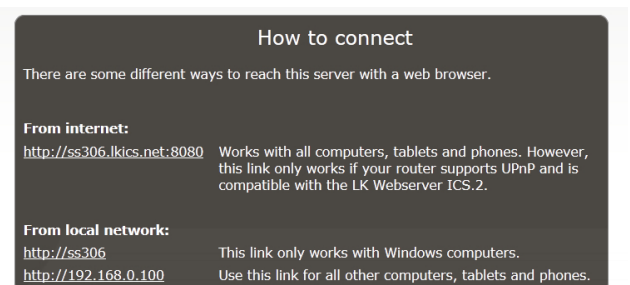 How to connect
There are some different ways to reach this server with a web browser.
From internet:
http://ss306.lkics.net:8080 Works with all computers, tablets and phones. However,
this link only works if your router supports UPnP and is
compatible with the LK Webserver ICS.2.
From local network:
http://ss306 This link only works with Windows computers.
http://192.168.0.100 Use this link for all other computers, tablets and phones.